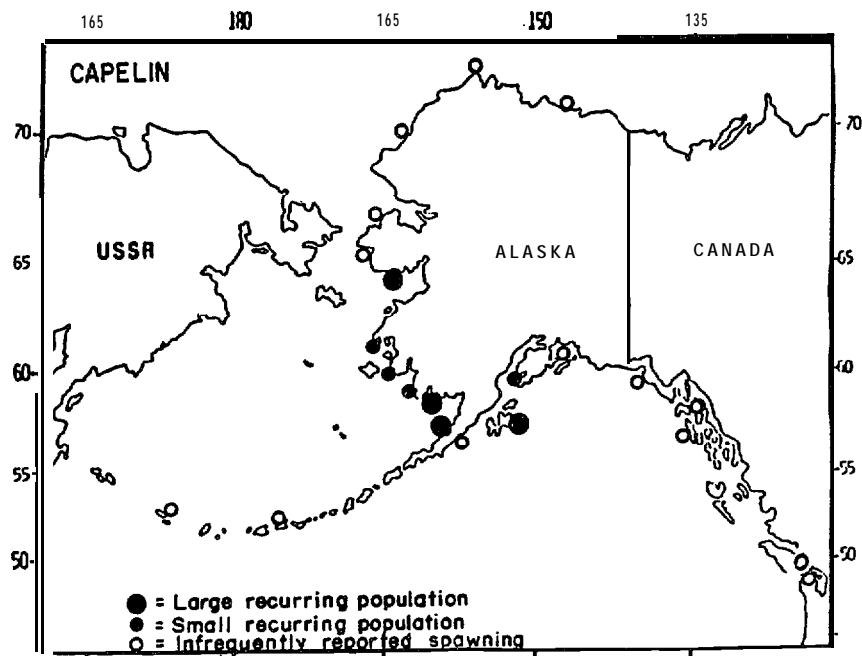 165 180 165 150 135
CAPELIN
70 70
USSR ALASKA CANADA
65 65
60 60
55 55
50 50
= Large recurring population
= Small recurring population
= Infrequently reported spawning